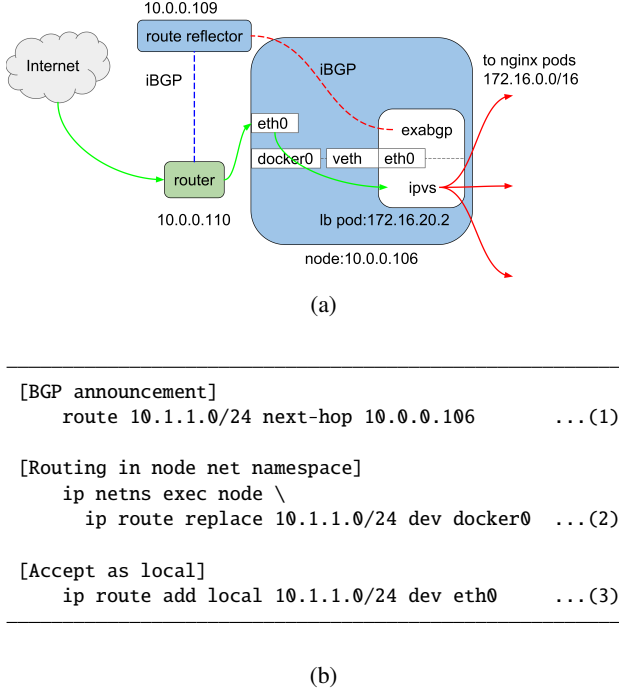 10.0.0.109
route reflector
Internet
iBGP
iBGP
to nginx pods
172.16.0.0/16
eth0
exabgp
docker0
veth
eth0
router
ipvs
10.0.0.110
lb pod:172.16.20.2
node:10.0.0.106
(a)
[BGP announcement]
route 10.1.1.0/24 next-hop 10.0.0.106 ...(1)
[Routing in node net namespace]
ip netns exec node \
ip route replace 10.1.1.0/24 dev docker0 ...(2)
[Accept as local]
ip route add local 10.1.1.0/24 dev eth0 ...(3)
(b)